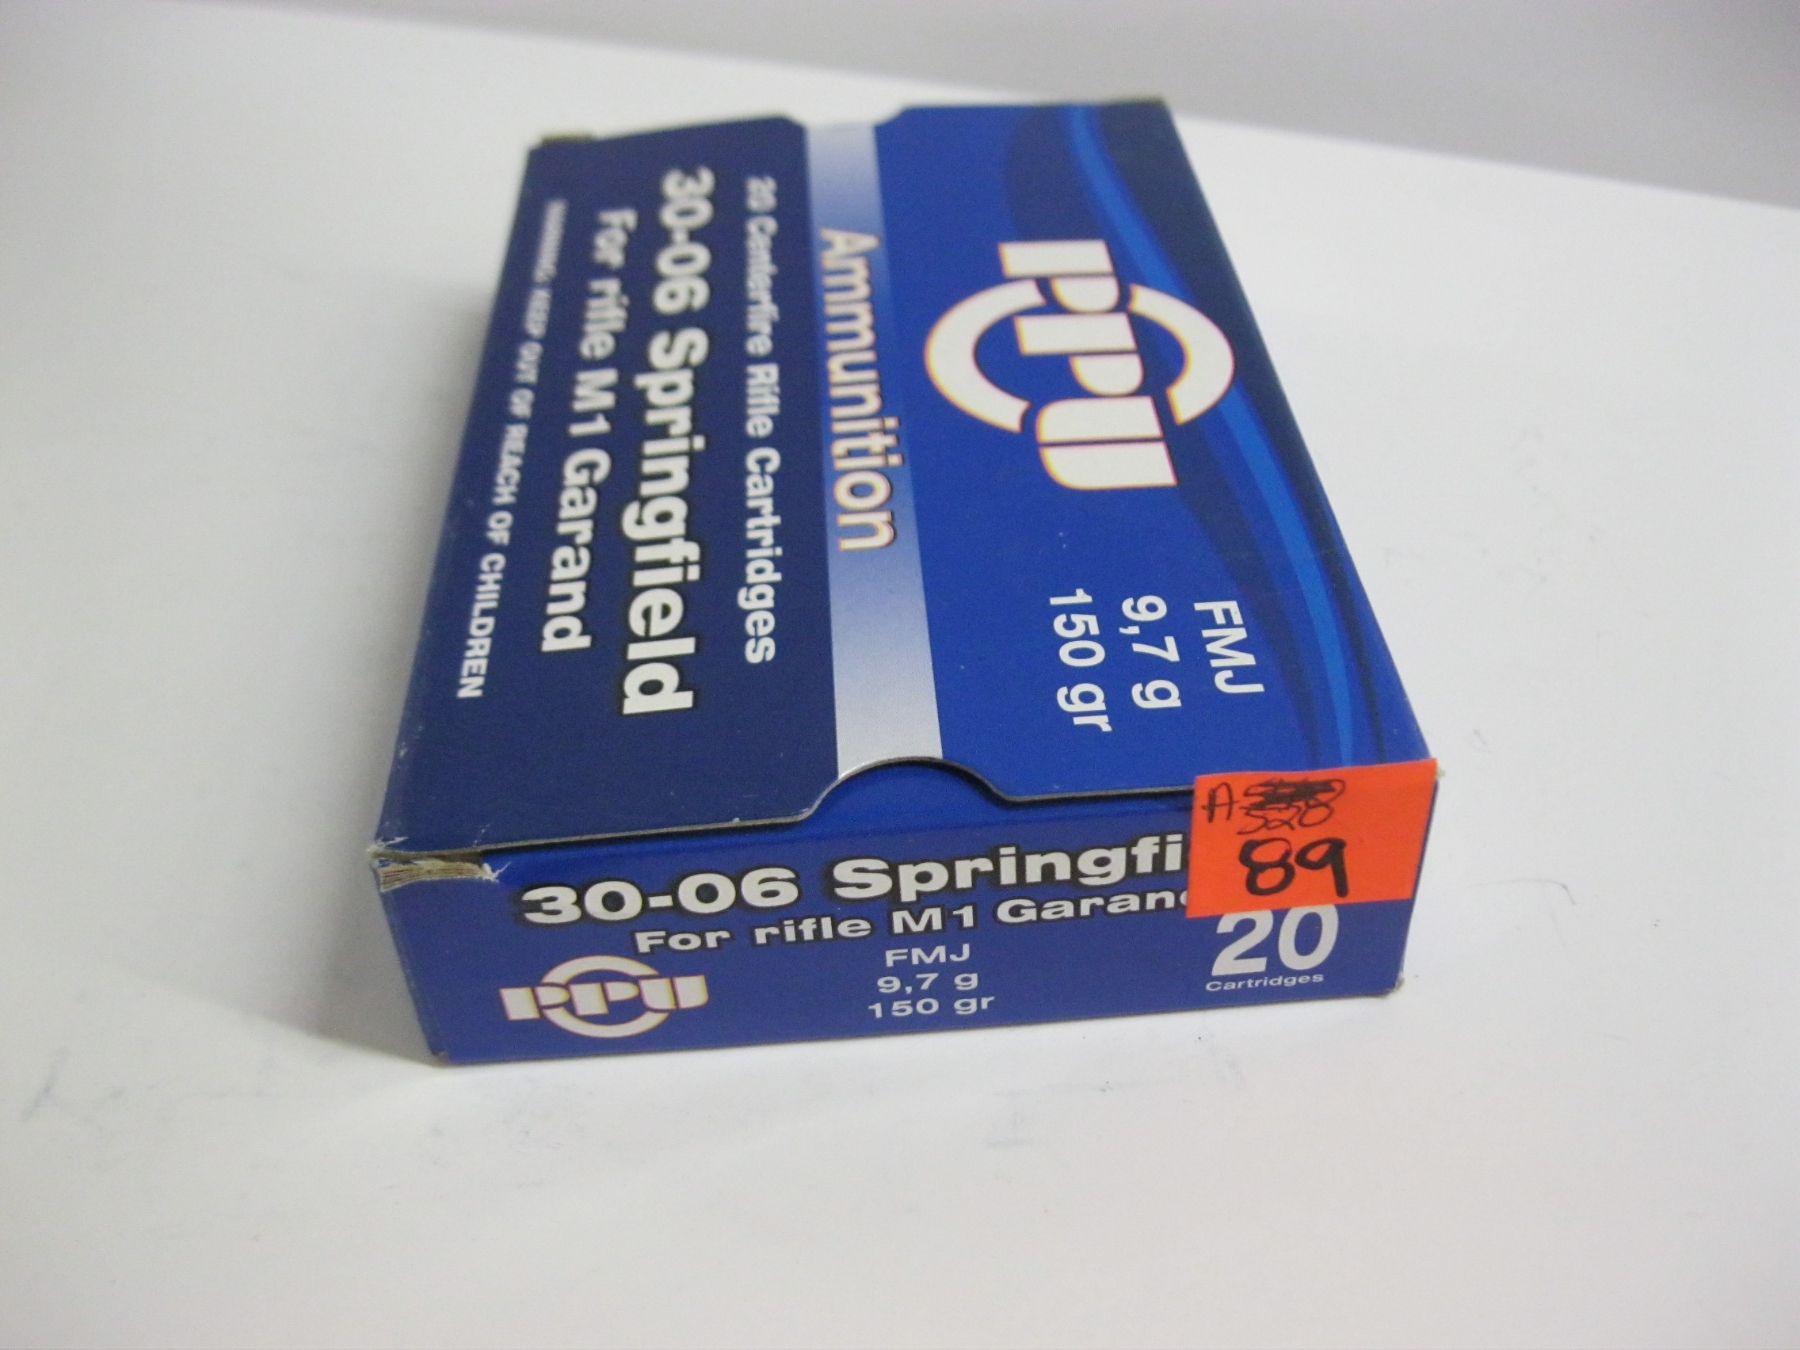 PPU
FMJ
9,7 g
150 gr
Ammunition
20 Centerfire Rifle Cartridges
30-06 Springfield
For rifle M1 Garand
WARNING: KEEP OUT OF REACH OF CHILDREN
30-06 Springfi
For rifle M1 Garan
FMJ
9,7 g
150 gr
PPU
20
Cartridges
A
528
89